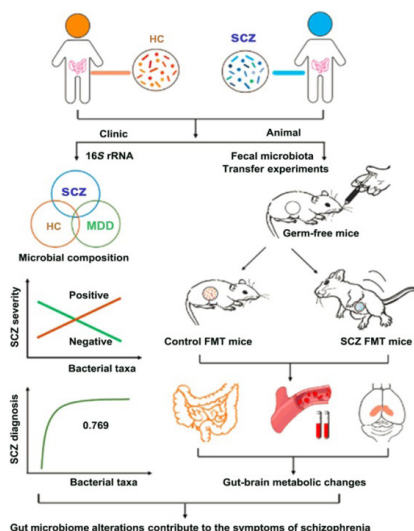 HC
SCZ
Clinic
Animal
16S rRNA
Fecal microbiota
Transfer experiments
SCZ
HC
MDD
Microbial composition
Germ-free mice
SCZ severity
Positive
Negative
Bacterial taxa
Control FMT mice
SCZ FMT mice
SCZ diagnosis
0.769
Bacterial taxa
Gut-brain metabolic changes
Gut microbiome alterations contribute to the symptoms of schizophrenia